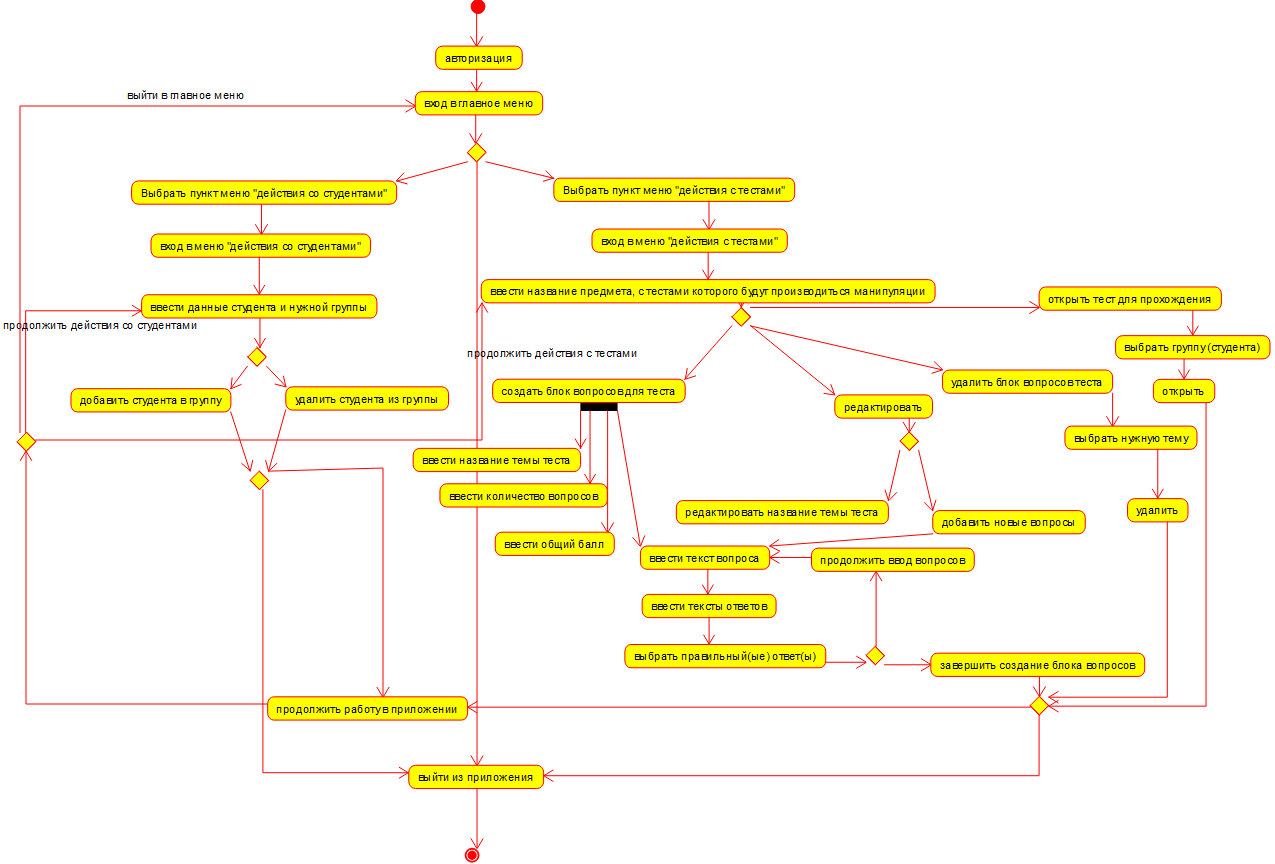 авторизация
выйти в главное меню
вход в главное меню
Выбрать пункт меню "действия со студентами"
Выбрать пункт меню "действия с тестами"
вход в меню "действия со студентами"
вход в меню "действия с тестами"
ввести название предмета, с тестами которого будут производиться манипуляции
открыть тест для прохождения
ввести данные студента и нужной группы
продолжить действия со студентами
выбрать группу (студента)
продолжить действия с тестами
удалить блок вопросов теста
создать блок вопросов для теста
открыть
добавить студента в группу
удалить студента из группы
редактировать
выбрать нужную тему
ввести название темы теста
ввести количество вопросов
редактировать название темы теста
удалить
добавить новые вопросы
ввести общий балл
ввести текст вопроса
продолжить ввод вопросов
ввести тексты ответов
выбрать правильный(ые) ответ(ы)
завершить создание блока вопросов
продолжить работу в приложении
выйти из приложения